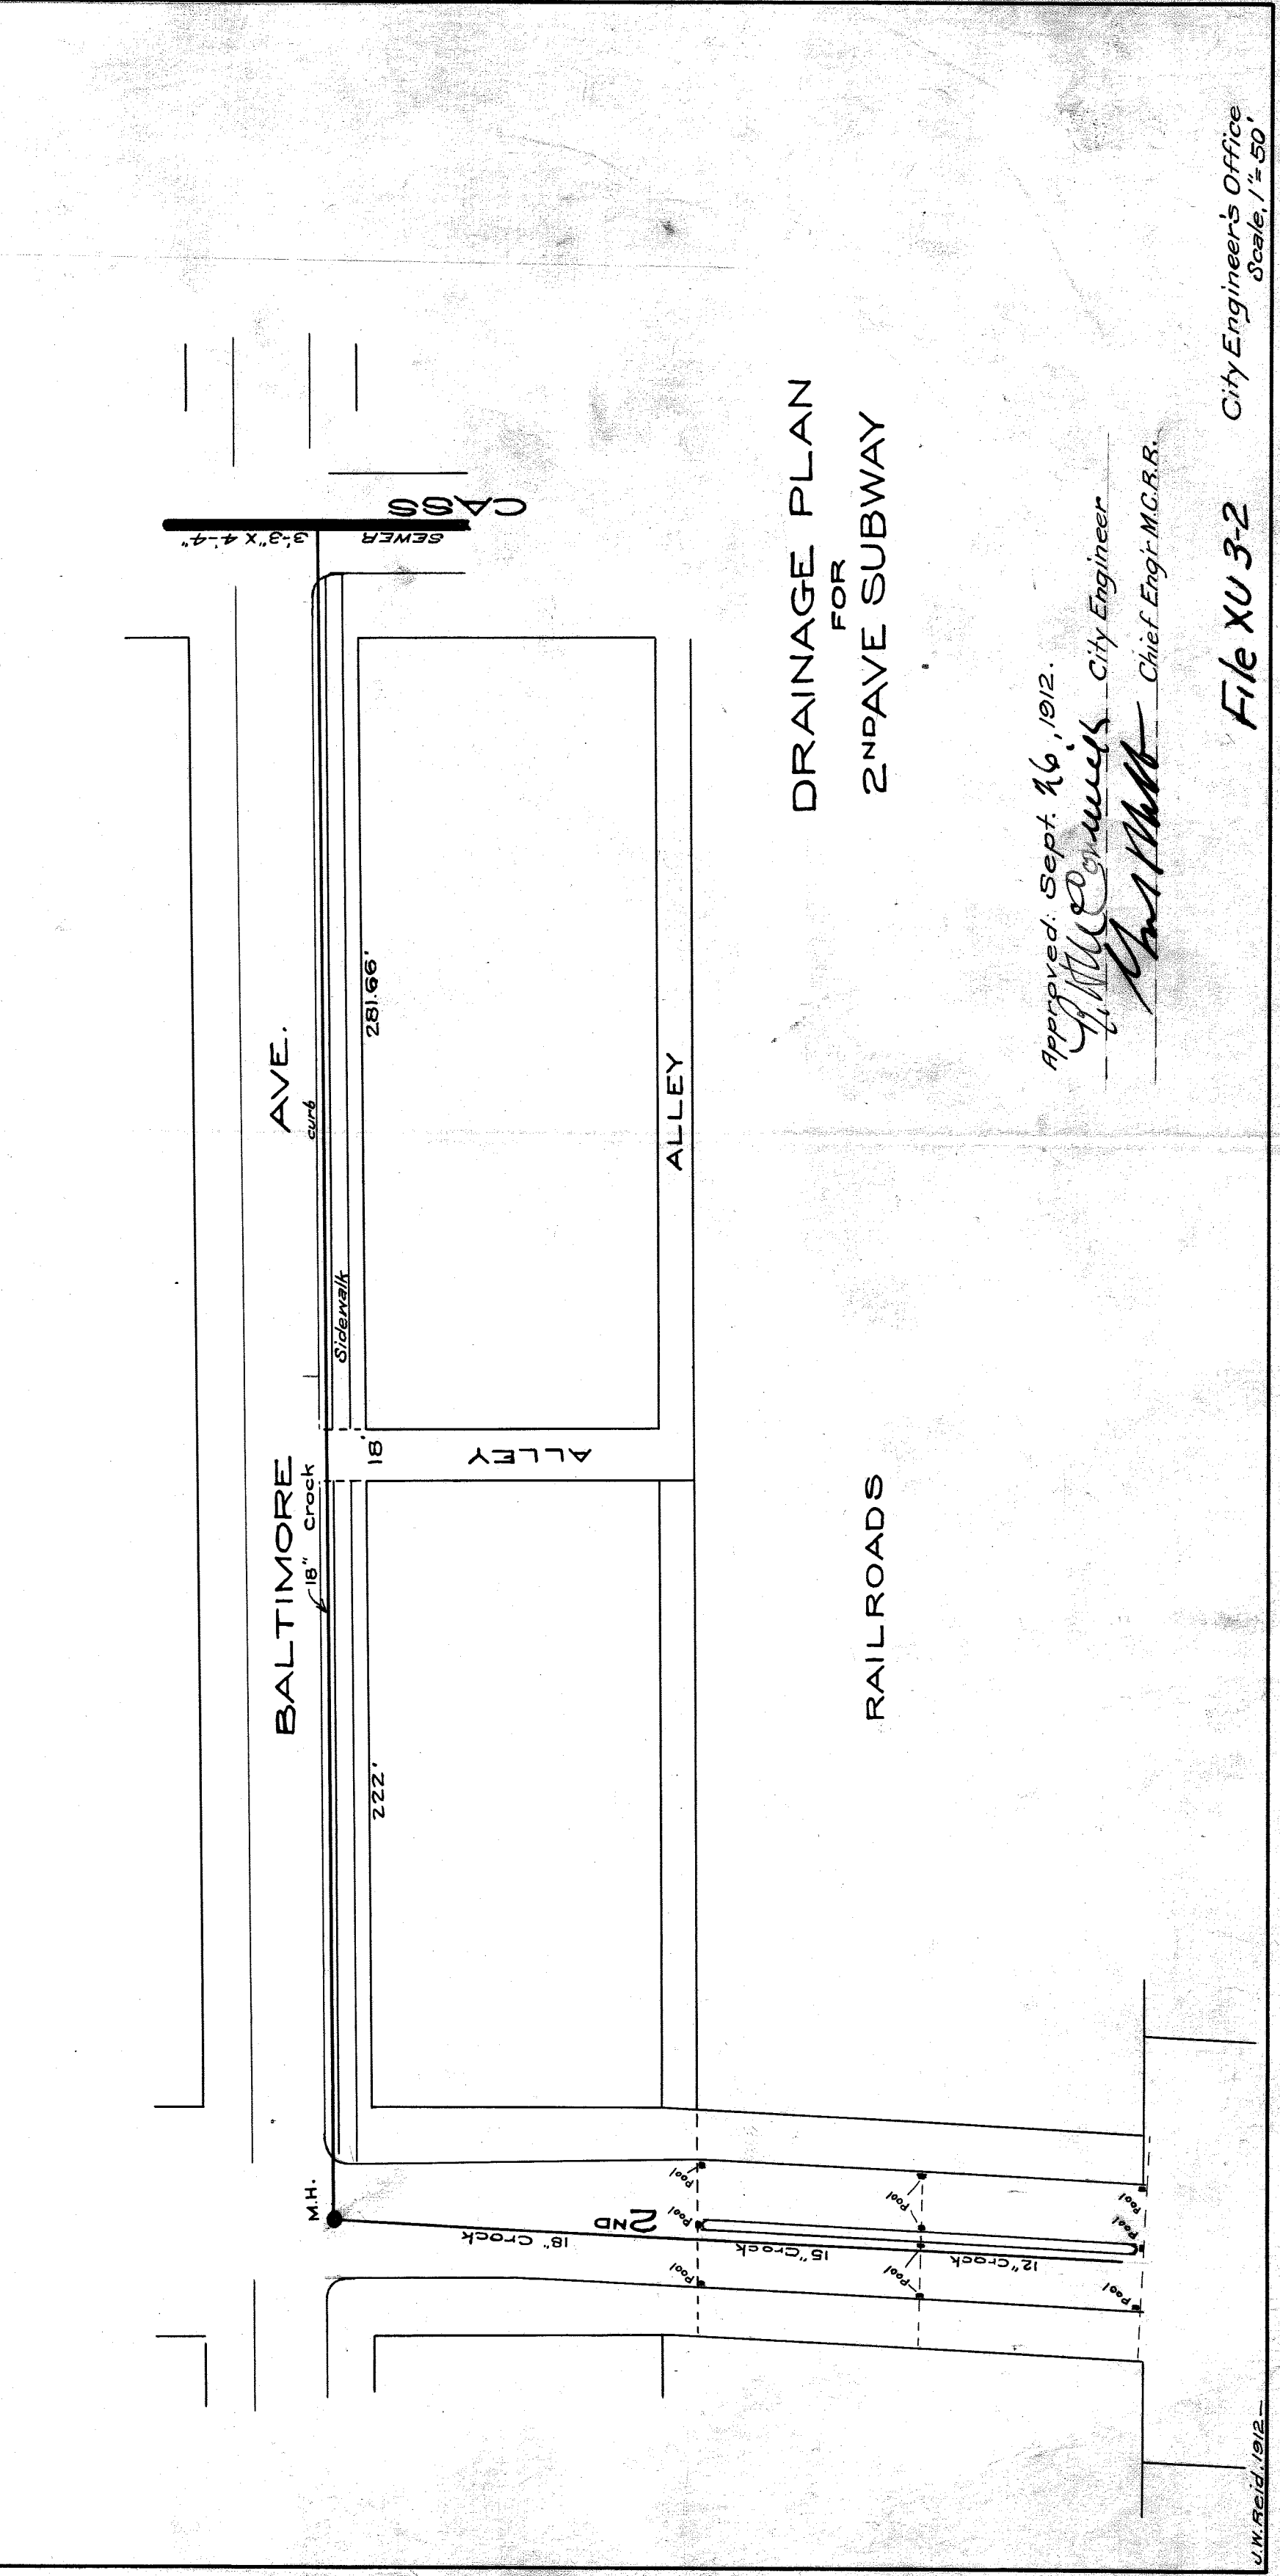 CASS
3'-3" x 4'-4"
SEWER
BALTIMORE AVE.
curb
18" Crock
Sidewalk
222'
18'
281.66'
ALLEY
ALLEY
M.H.
18" Crock
2ND
15" Crock
12" Crock
Pool
Pool
Pool
Pool
Pool
Pool
Pool
Pool
RAILROADS
DRAINAGE PLAN
FOR
2ND AVE SUBWAY
Approved: Sept. 26, 1912.
City Engineer
Chief Eng'r M.C.R.R.
File XU 3-2
City Engineer's Office
Scale, 1"=50'
J.W. Reid. 1912-